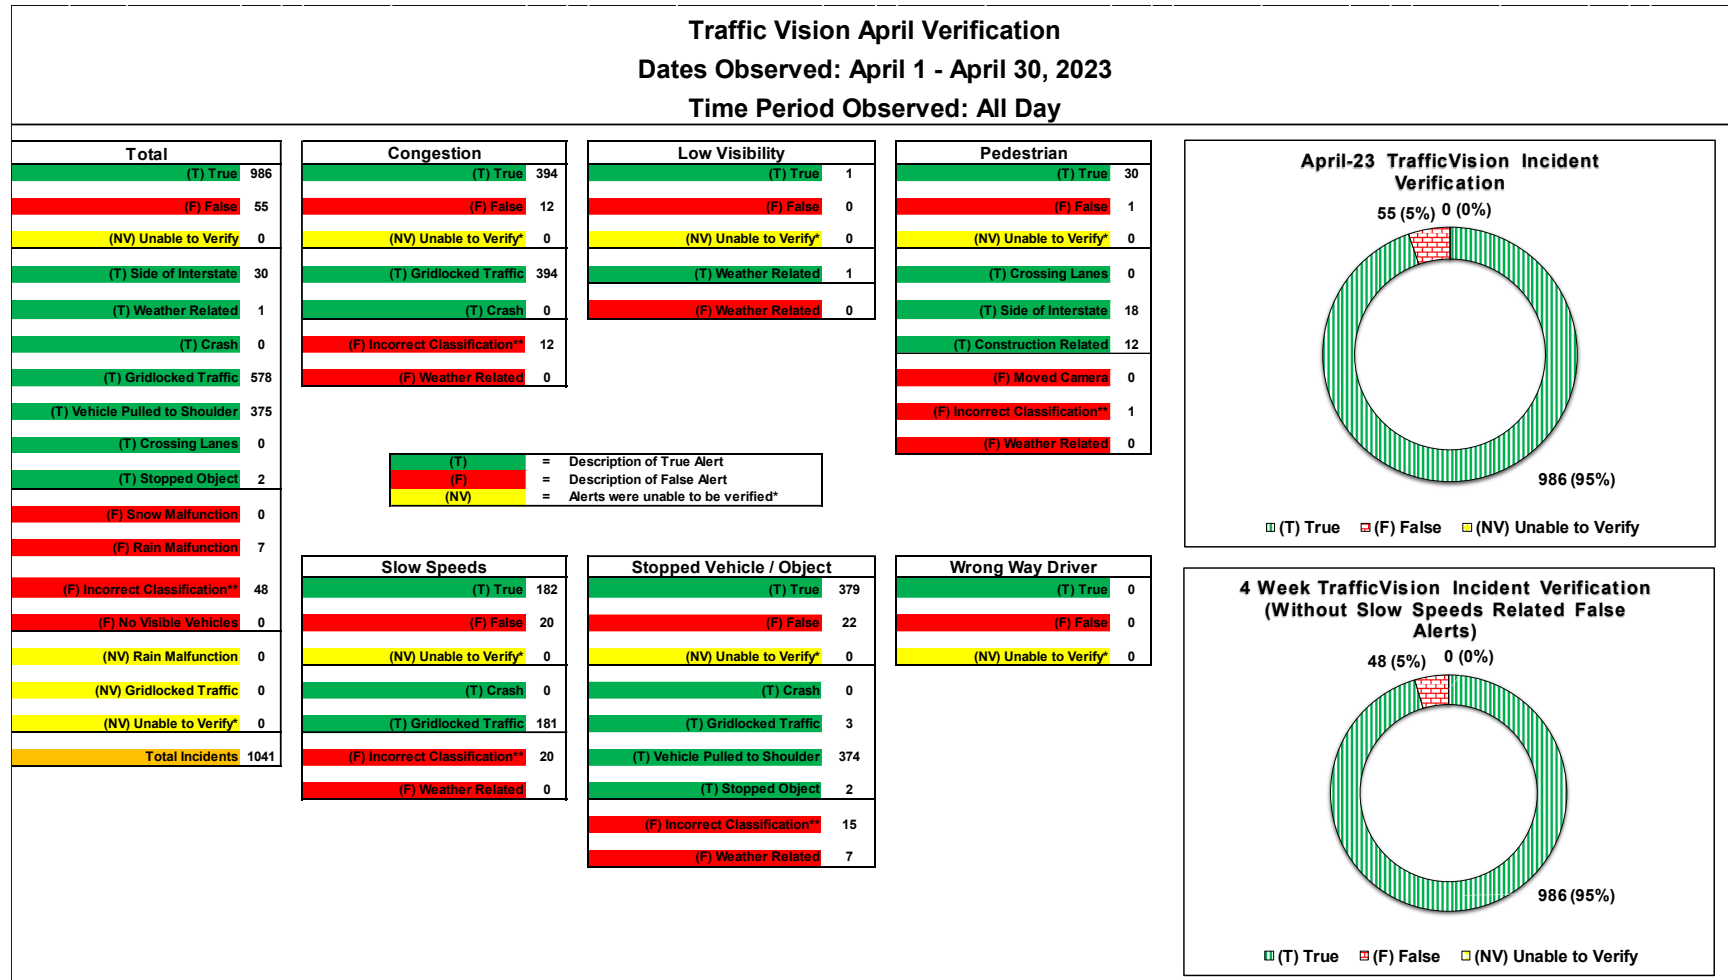 Traffic Vision April Verification
Dates Observed: April 1 - April 30, 2023
Time Period Observed: All Day
Total
(T) True 986
(F) False 55
(NV) Unable to Verify 0
(T) Side of Interstate 30
(T) Weather Related 1
(T) Crash 0
(T) Gridlocked Traffic 578
(T) Vehicle Pulled to Shoulder 375
(T) Crossing Lanes 0
(T) Stopped Object 2
(F) Snow Malfunction 0
(F) Rain Malfunction 7
(F) Incorrect Classification** 48
(F) No Visible Vehicles 0
(NV) Rain Malfunction 0
(NV) Gridlocked Traffic 0
(NV) Unable to Verify* 0
Total Incidents 1041
Congestion
(T) True 394
(F) False 12
(NV) Unable to Verify* 0
(T) Gridlocked Traffic 394
(T) Crash 0
(F) Incorrect Classification** 12
(F) Weather Related 0
Low Visibility
(T) True 1
(F) False 0
(NV) Unable to Verify* 0
(T) Weather Related 1
(F) Weather Related 0
Pedestrian
(T) True 30
(F) False 1
(NV) Unable to Verify* 0
(T) Crossing Lanes 0
(T) Side of Interstate 18
(T) Construction Related 12
(F) Moved Camera 0
(F) Incorrect Classification** 1
(F) Weather Related 0
(T) = Description of True Alert
(F) = Description of False Alert
(NV) = Alerts were unable to be verified*
Slow Speeds
(T) True 182
(F) False 20
(NV) Unable to Verify* 0
(T) Crash 0
(T) Gridlocked Traffic 181
(F) Incorrect Classification** 20
(F) Weather Related 0
Stopped Vehicle / Object
(T) True 379
(F) False 22
(NV) Unable to Verify* 0
(T) Crash 0
(T) Gridlocked Traffic 3
(T) Vehicle Pulled to Shoulder 374
(T) Stopped Object 2
(F) Incorrect Classification** 15
(F) Weather Related 7
Wrong Way Driver
(T) True 0
(F) False 0
(NV) Unable to Verify* 0
April-23 TrafficVision Incident
Verification
55 (5%) 0 (0%)
986 (95%)
(T) True (F) False (NV) Unable to Verify
4 Week TrafficVision Incident Verification
(Without Slow Speeds Related False
Alerts)
48 (5%) 0 (0%)
986 (95%)
(T) True (F) False (NV) Unable to Verify